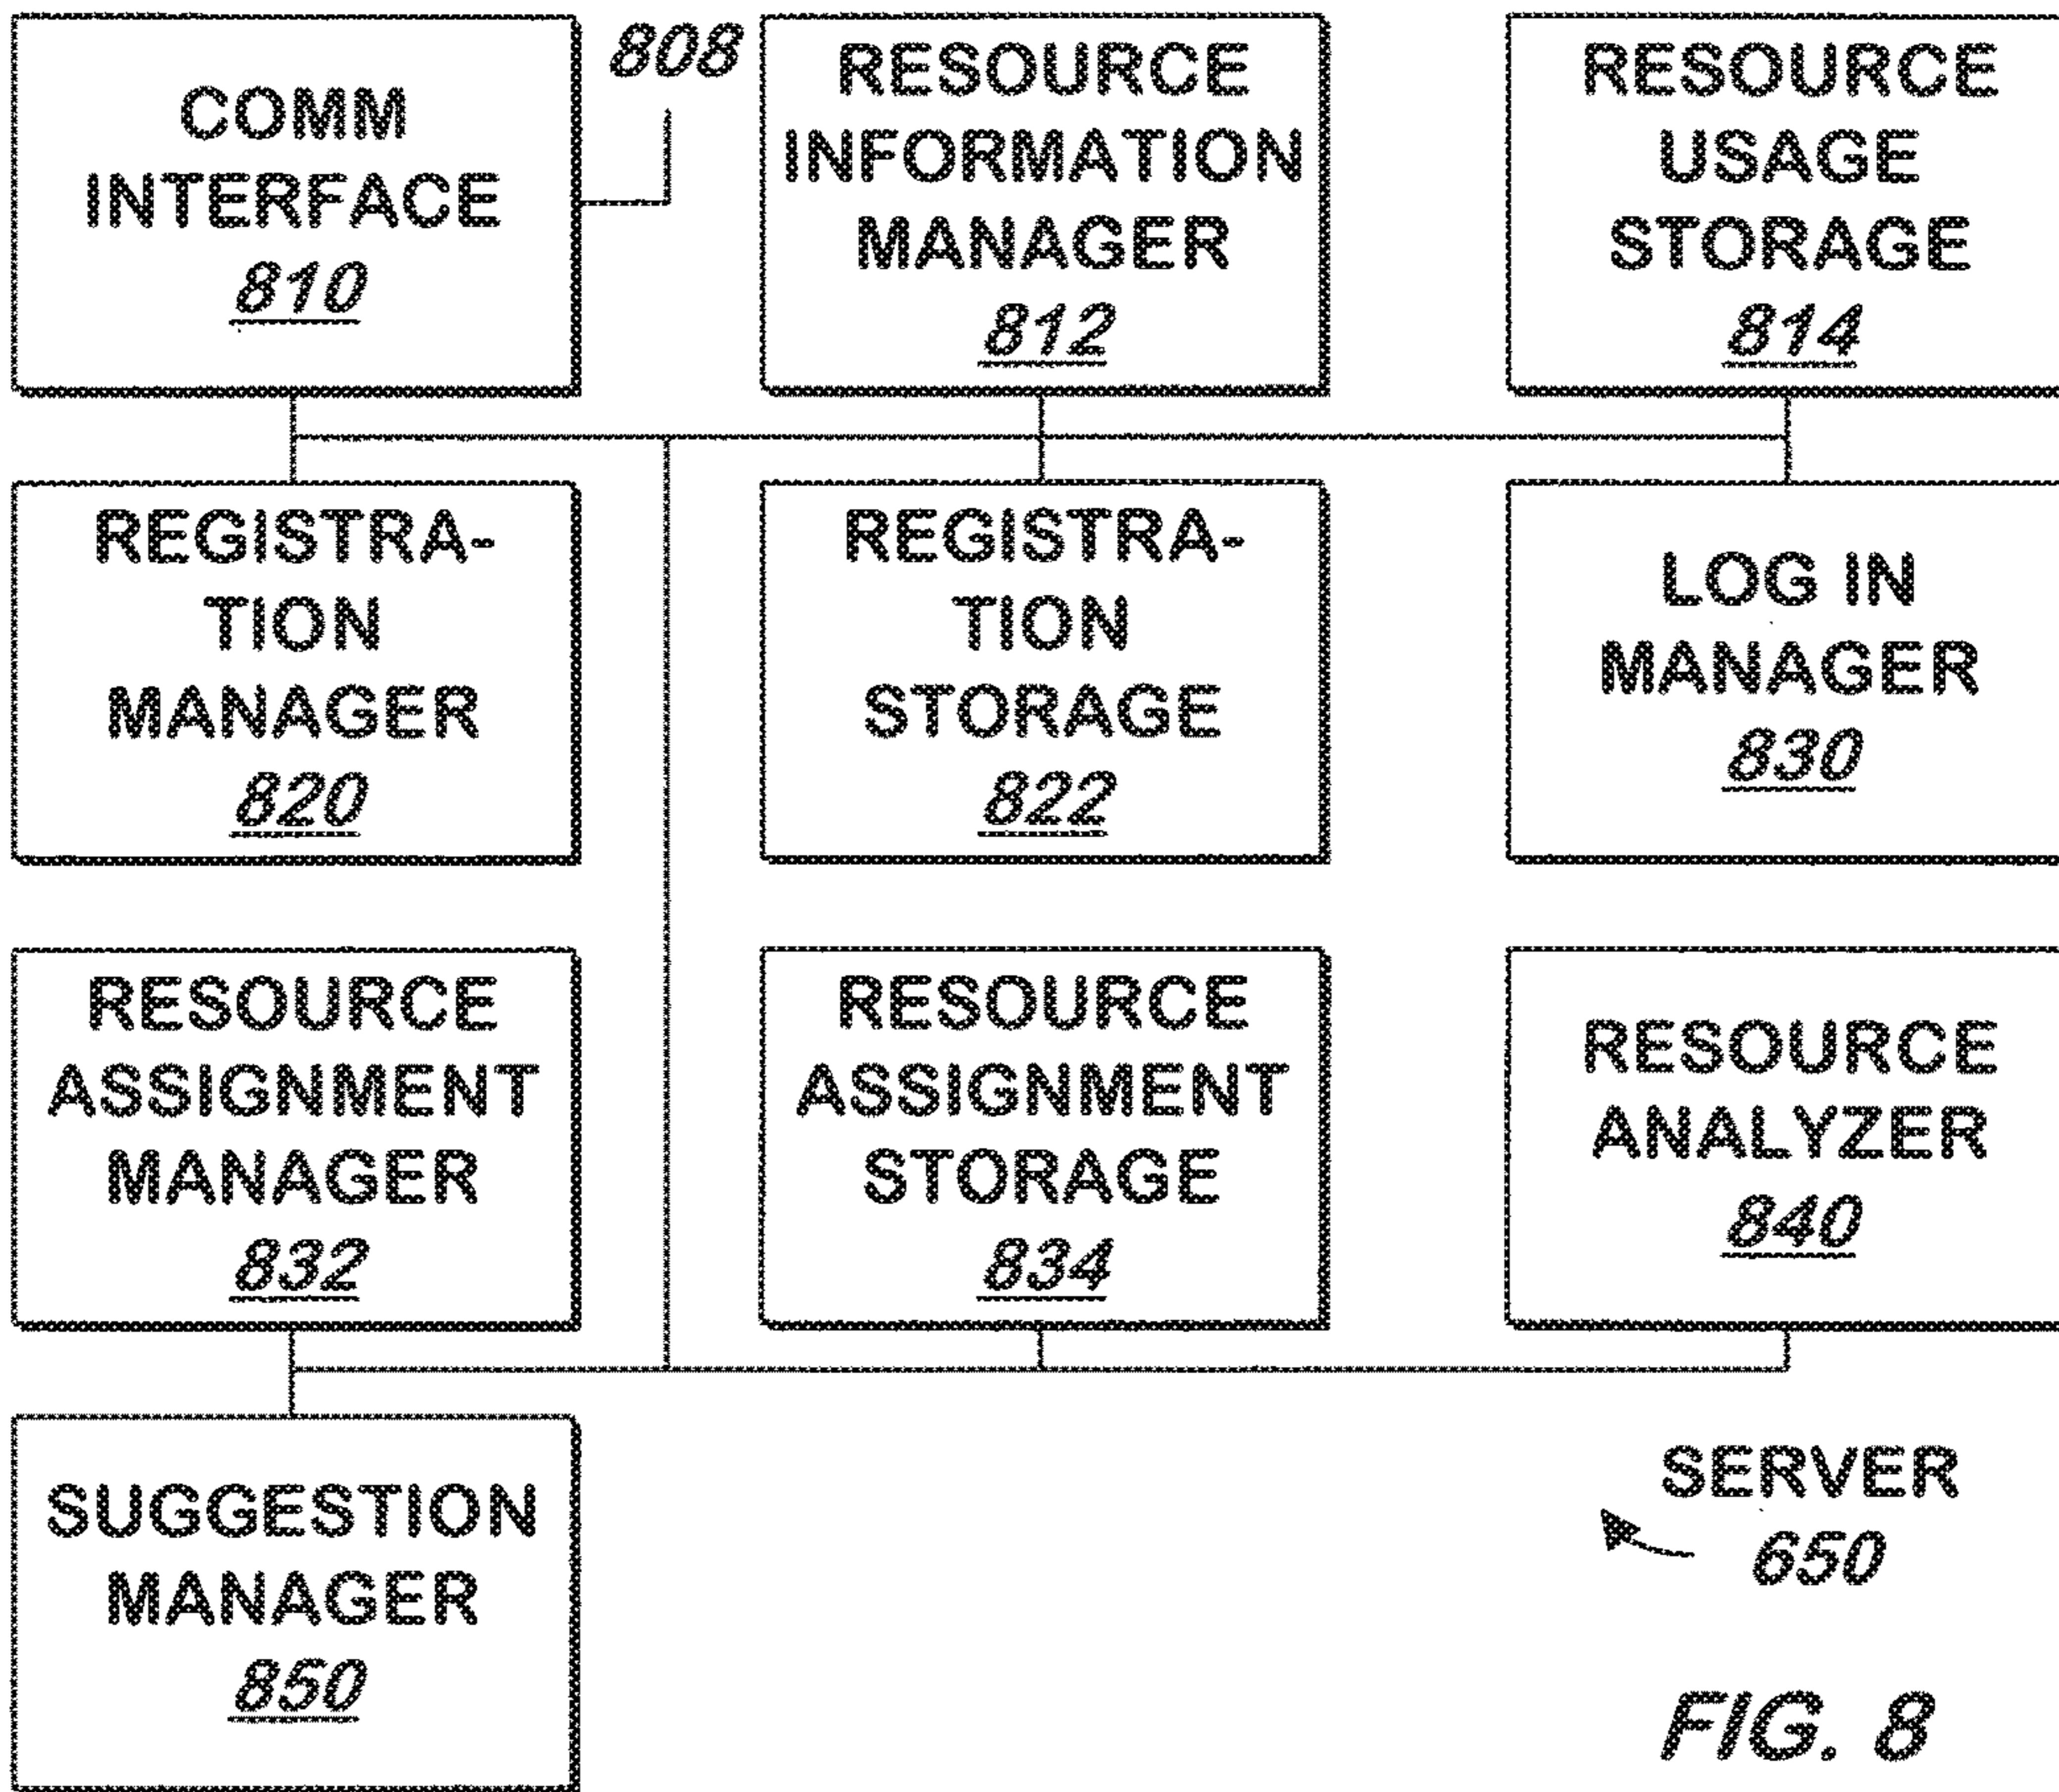 COMM
INTERFACE
810
808
RESOURCE
INFORMATION
MANAGER
812
RESOURCE
USAGE
STORAGE
814
REGISTRA-
TION
MANAGER
820
REGISTRA-
TION
STORAGE
822
LOG IN
MANAGER
830
RESOURCE
ASSIGNMENT
MANAGER
832
RESOURCE
ASSIGNMENT
STORAGE
834
RESOURCE
ANALYZER
840
SUGGESTION
MANAGER
850
SERVER
650
FIG. 8